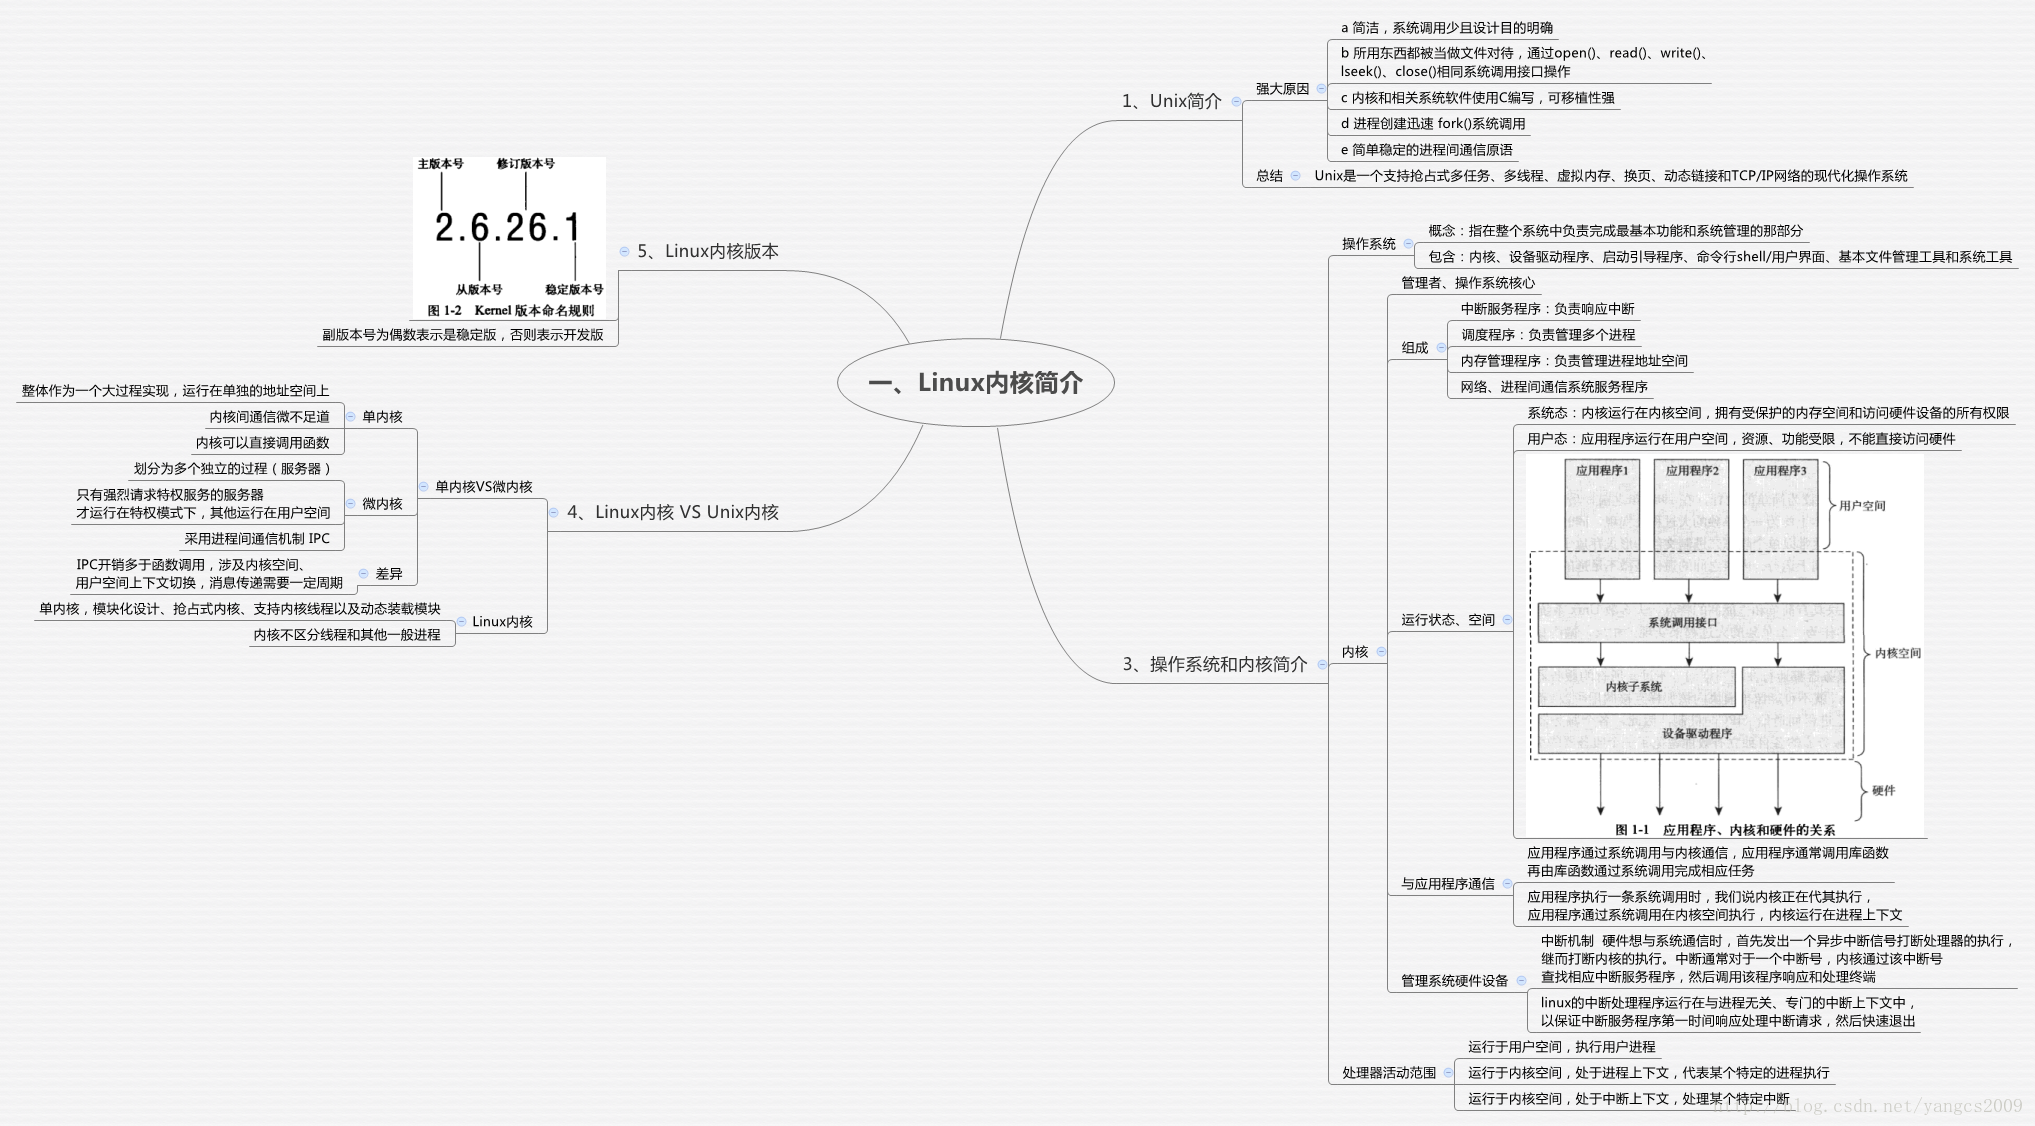 一、Linux内核简介
1、Unix简介
强大原因
a 简洁，系统调用少且设计目的明确
b 所用东西都被当做文件对待，通过open()、read()、write()、
lseek()、close()相同系统调用接口操作
c 内核和相关系统软件使用C编写，可移植性强
d 进程创建迅速 fork()系统调用
e 简单稳定的进程间通信原语
总结
Unix是一个支持抢占式多任务、多线程、虚拟内存、换页、动态链接和TCP/IP网络的现代化操作系统
3、操作系统和内核简介
操作系统
概念：指在整个系统中负责完成最基本功能和系统管理的那部分
包含：内核、设备驱动程序、启动引导程序、命令行shell/用户界面、基本文件管理工具和系统工具
内核
管理者、操作系统核心
组成
中断服务程序：负责响应中断
调度程序：负责管理多个进程
内存管理程序：负责管理进程地址空间
网络、进程间通信系统服务程序
运行状态、空间
系统态：内核运行在内核空间，拥有受保护的内存空间和访问硬件设备的所有权限
用户态：应用程序运行在用户空间，资源、功能受限，不能直接访问硬件
应用程序1
应用程序2
应用程序3
用户空间
系统调用接口
内核子系统
内核空间
设备驱动程序
硬件
图 1-1 应用程序、内核和硬件的关系
与应用程序通信
应用程序通过系统调用与内核通信，应用程序通常调用库函数
再由库函数通过系统调用完成相应任务
应用程序执行一条系统调用时，我们说内核正在代其执行，
应用程序通过系统调用在内核空间执行，内核运行在进程上下文
管理系统硬件设备
中断机制 硬件想与系统通信时，首先发出一个异步中断信号打断处理器的执行，
继而打断内核的执行。中断通常对于一个中断号，内核通过该中断号
查找相应中断服务程序，然后调用该程序响应和处理终端
linux的中断处理程序运行在与进程无关、专门的中断上下文中，
以保证中断服务程序第一时间响应处理中断请求，然后快速退出
处理器活动范围
运行于用户空间，执行用户进程
运行于内核空间，处于进程上下文，代表某个特定的进程执行
运行于内核空间，处于中断上下文，处理某个特定中断
4、Linux内核 VS Unix内核
单内核VS微内核
单内核
整体作为一个大过程实现，运行在单独的地址空间上
内核间通信微不足道
内核可以直接调用函数
微内核
划分为多个独立的过程（服务器）
只有强烈请求特权服务的服务器
才运行在特权模式下，其他运行在用户空间
采用进程间通信机制 IPC
差异
IPC开销多于函数调用，涉及内核空间、
用户空间上下文切换，消息传递需要一定周期
Linux内核
单内核，模块化设计、抢占式内核、支持内核线程以及动态装载模块
内核不区分线程和其他一般进程
5、Linux内核版本
主版本号
修订版本号
2.6.26.1
从版本号
稳定版本号
图 1-2 Kernel 版本命名规则
副版本号为偶数表示是稳定版，否则表示开发版
http://blog.csdn.net/yangcs2009